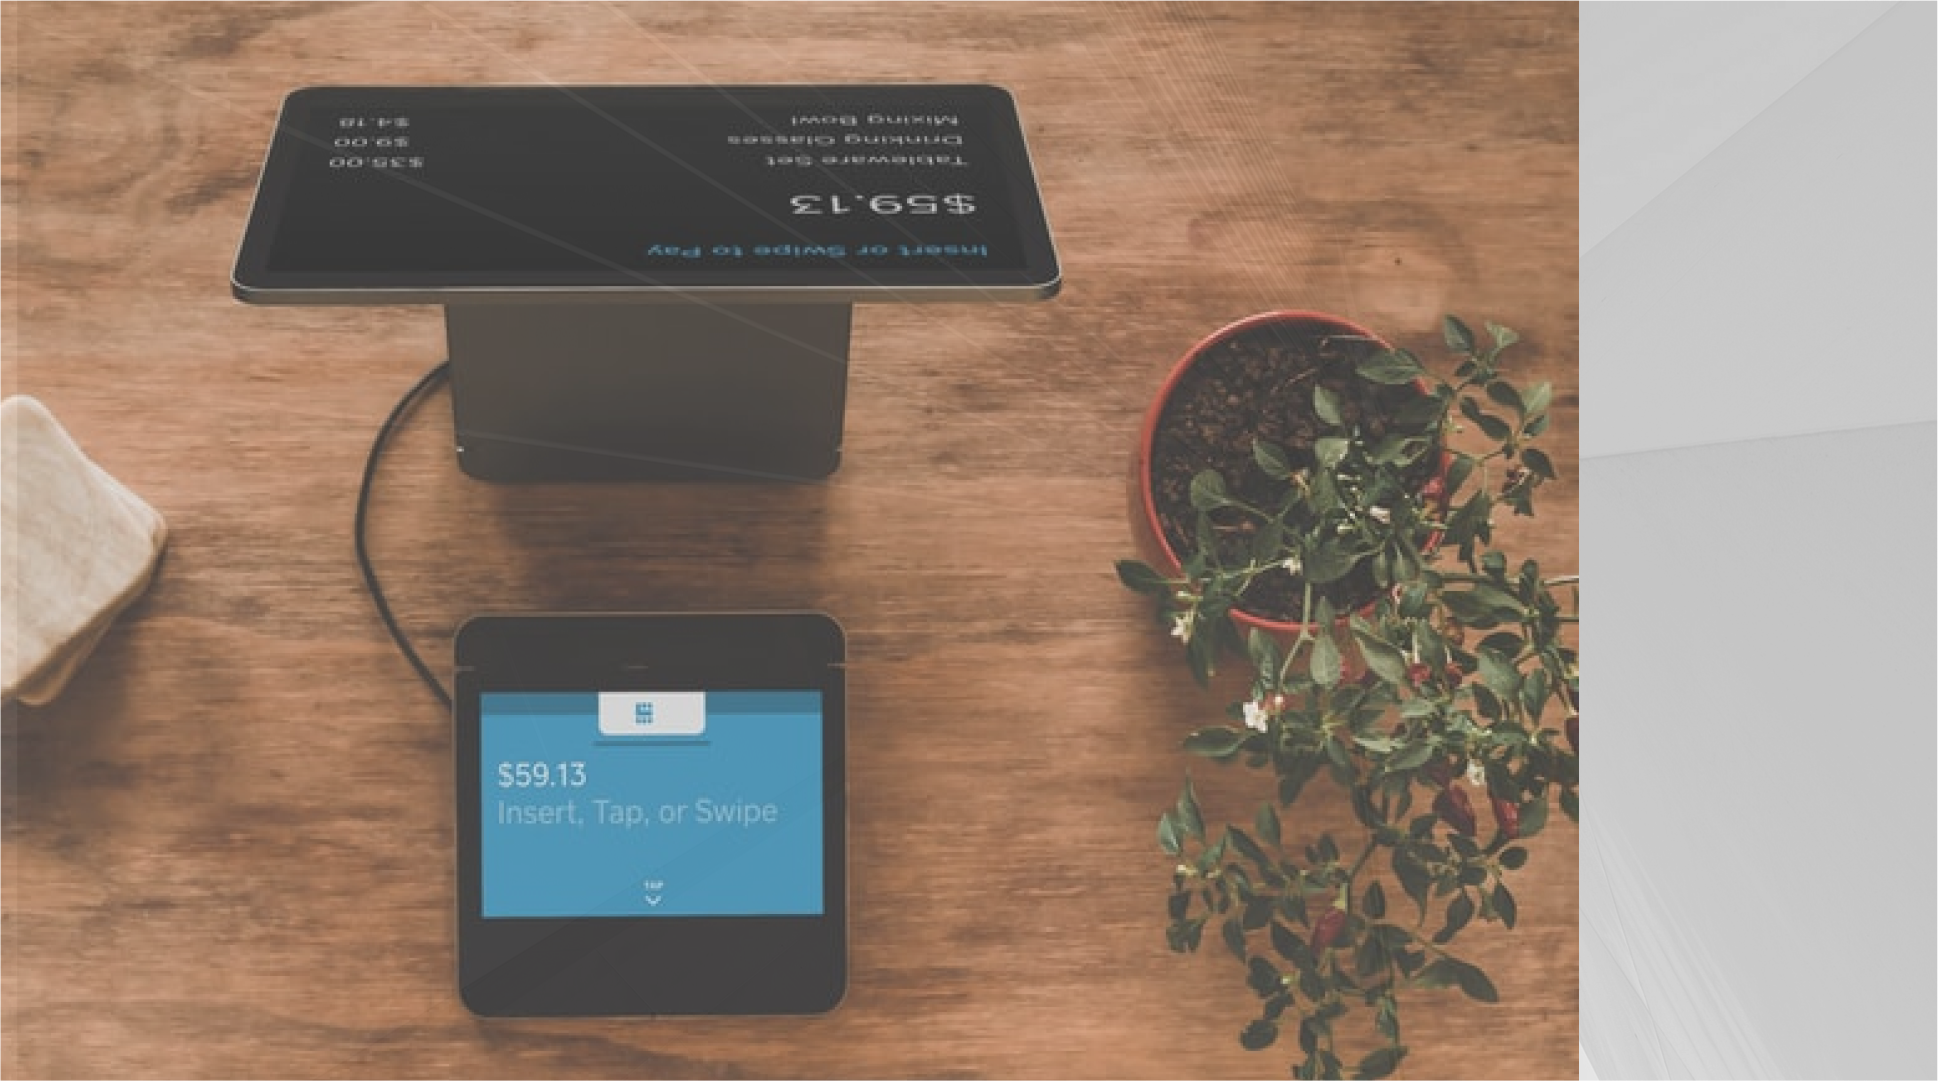 Mixing Bowl $4.18
Drinking Glasses $9.00
Tableware Set $35.00
$59.13
Insert or Swipe to Pay
$59.13
Insert, Tap, or Swipe
TAP